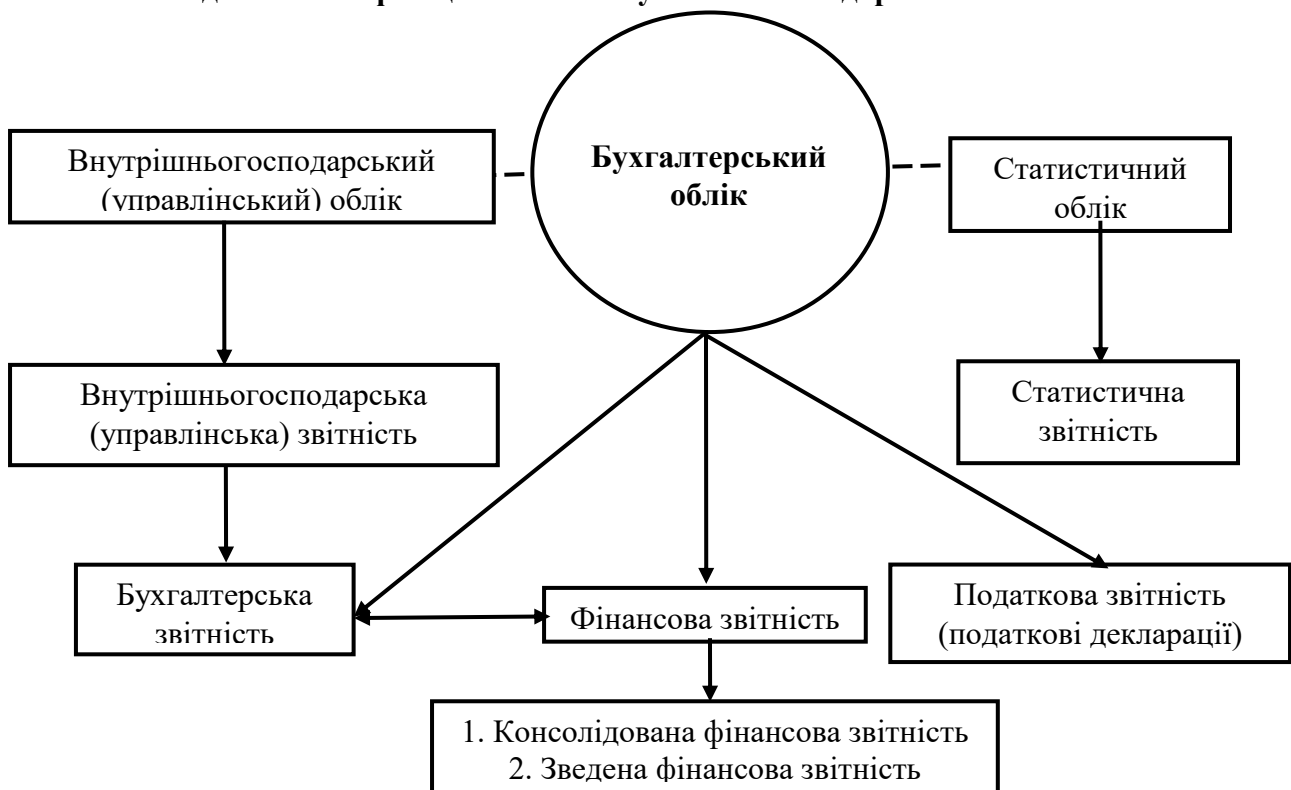 Внутрішньогосподарський
(управлінський) облік
Бухгалтерський
облік
Статистичний
облік
Внутрішньогосподарська
(управлінська) звітність
Статистична
звітність
Бухгалтерська
звітність
Фінансова звітність
Податкова звітність
(податкові декларації)
1. Консолідована фінансова звітність
2. Зведена фінансова звітність